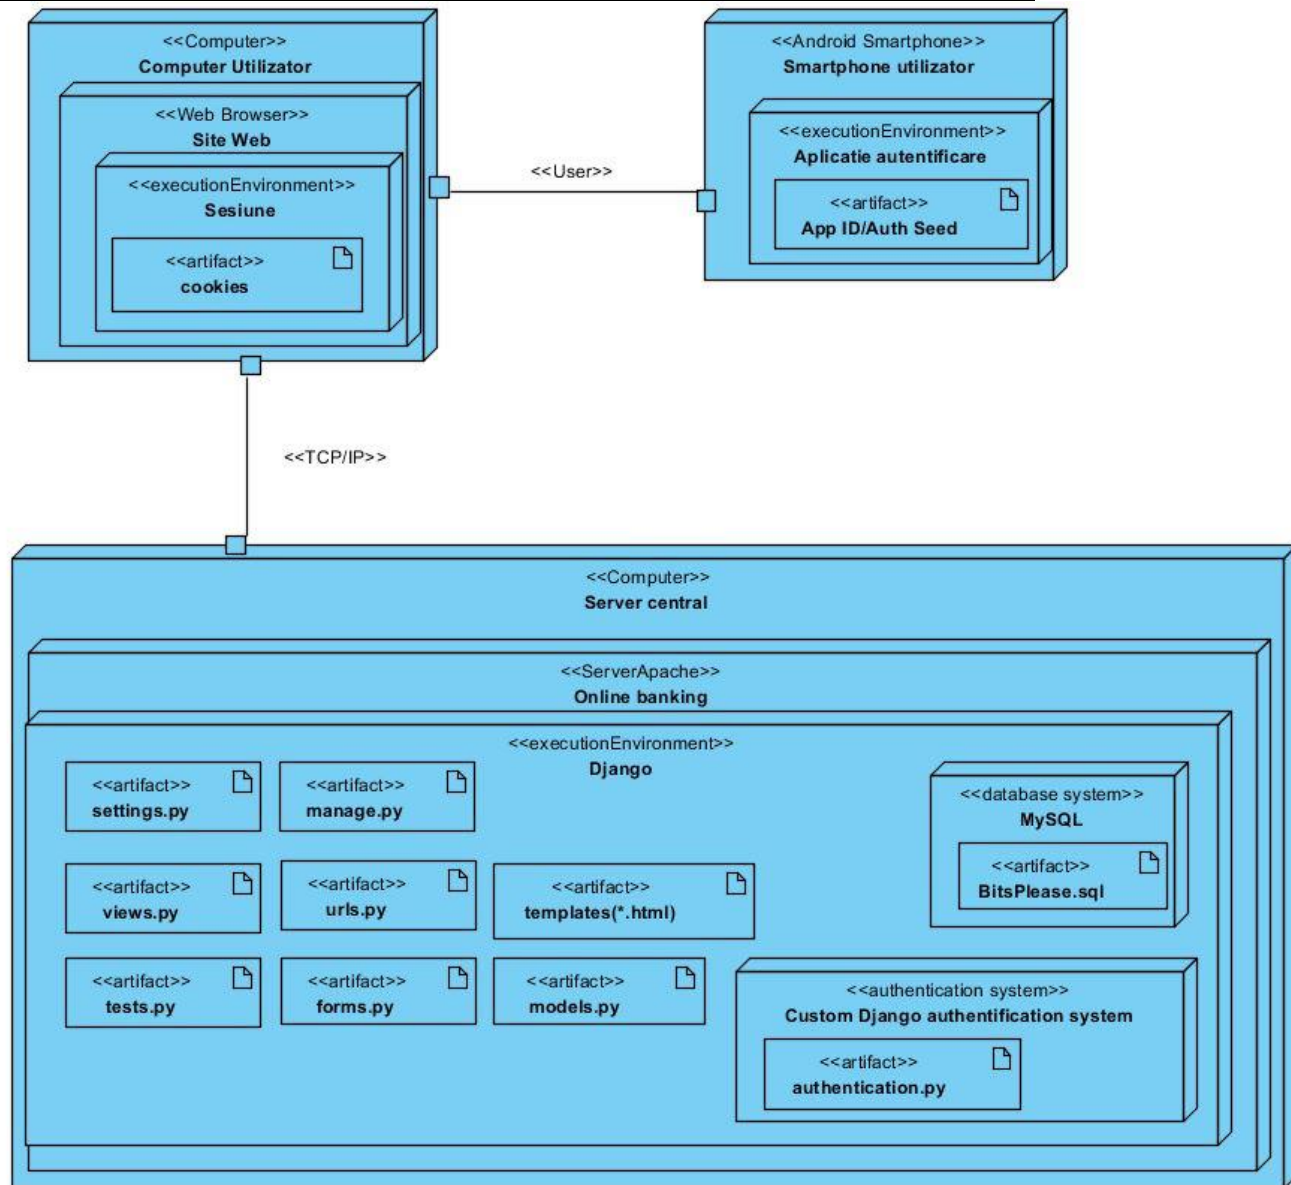 <<Computer>>
Computer Utilizator
<<Web Browser>>
Site Web
<<executionEnvironment>>
Sesiune
<<artifact>>
cookies
<<User>>
<<Android Smartphone>>
Smartphone utilizator
<<executionEnvironment>>
Aplicatie autentificare
<<artifact>>
App ID/Auth Seed
<<TCP/IP>>
<<Computer>>
Server central
<<ServerApache>>
Online banking
<<executionEnvironment>>
Django
<<artifact>>
settings.py
<<artifact>>
manage.py
<<database system>>
MySQL
<<artifact>>
BitsPlease.sql
<<artifact>>
views.py
<<artifact>>
urls.py
<<artifact>>
templates(*.html)
<<artifact>>
tests.py
<<artifact>>
forms.py
<<artifact>>
models.py
<<authentication system>>
Custom Django authentification system
<<artifact>>
authentication.py